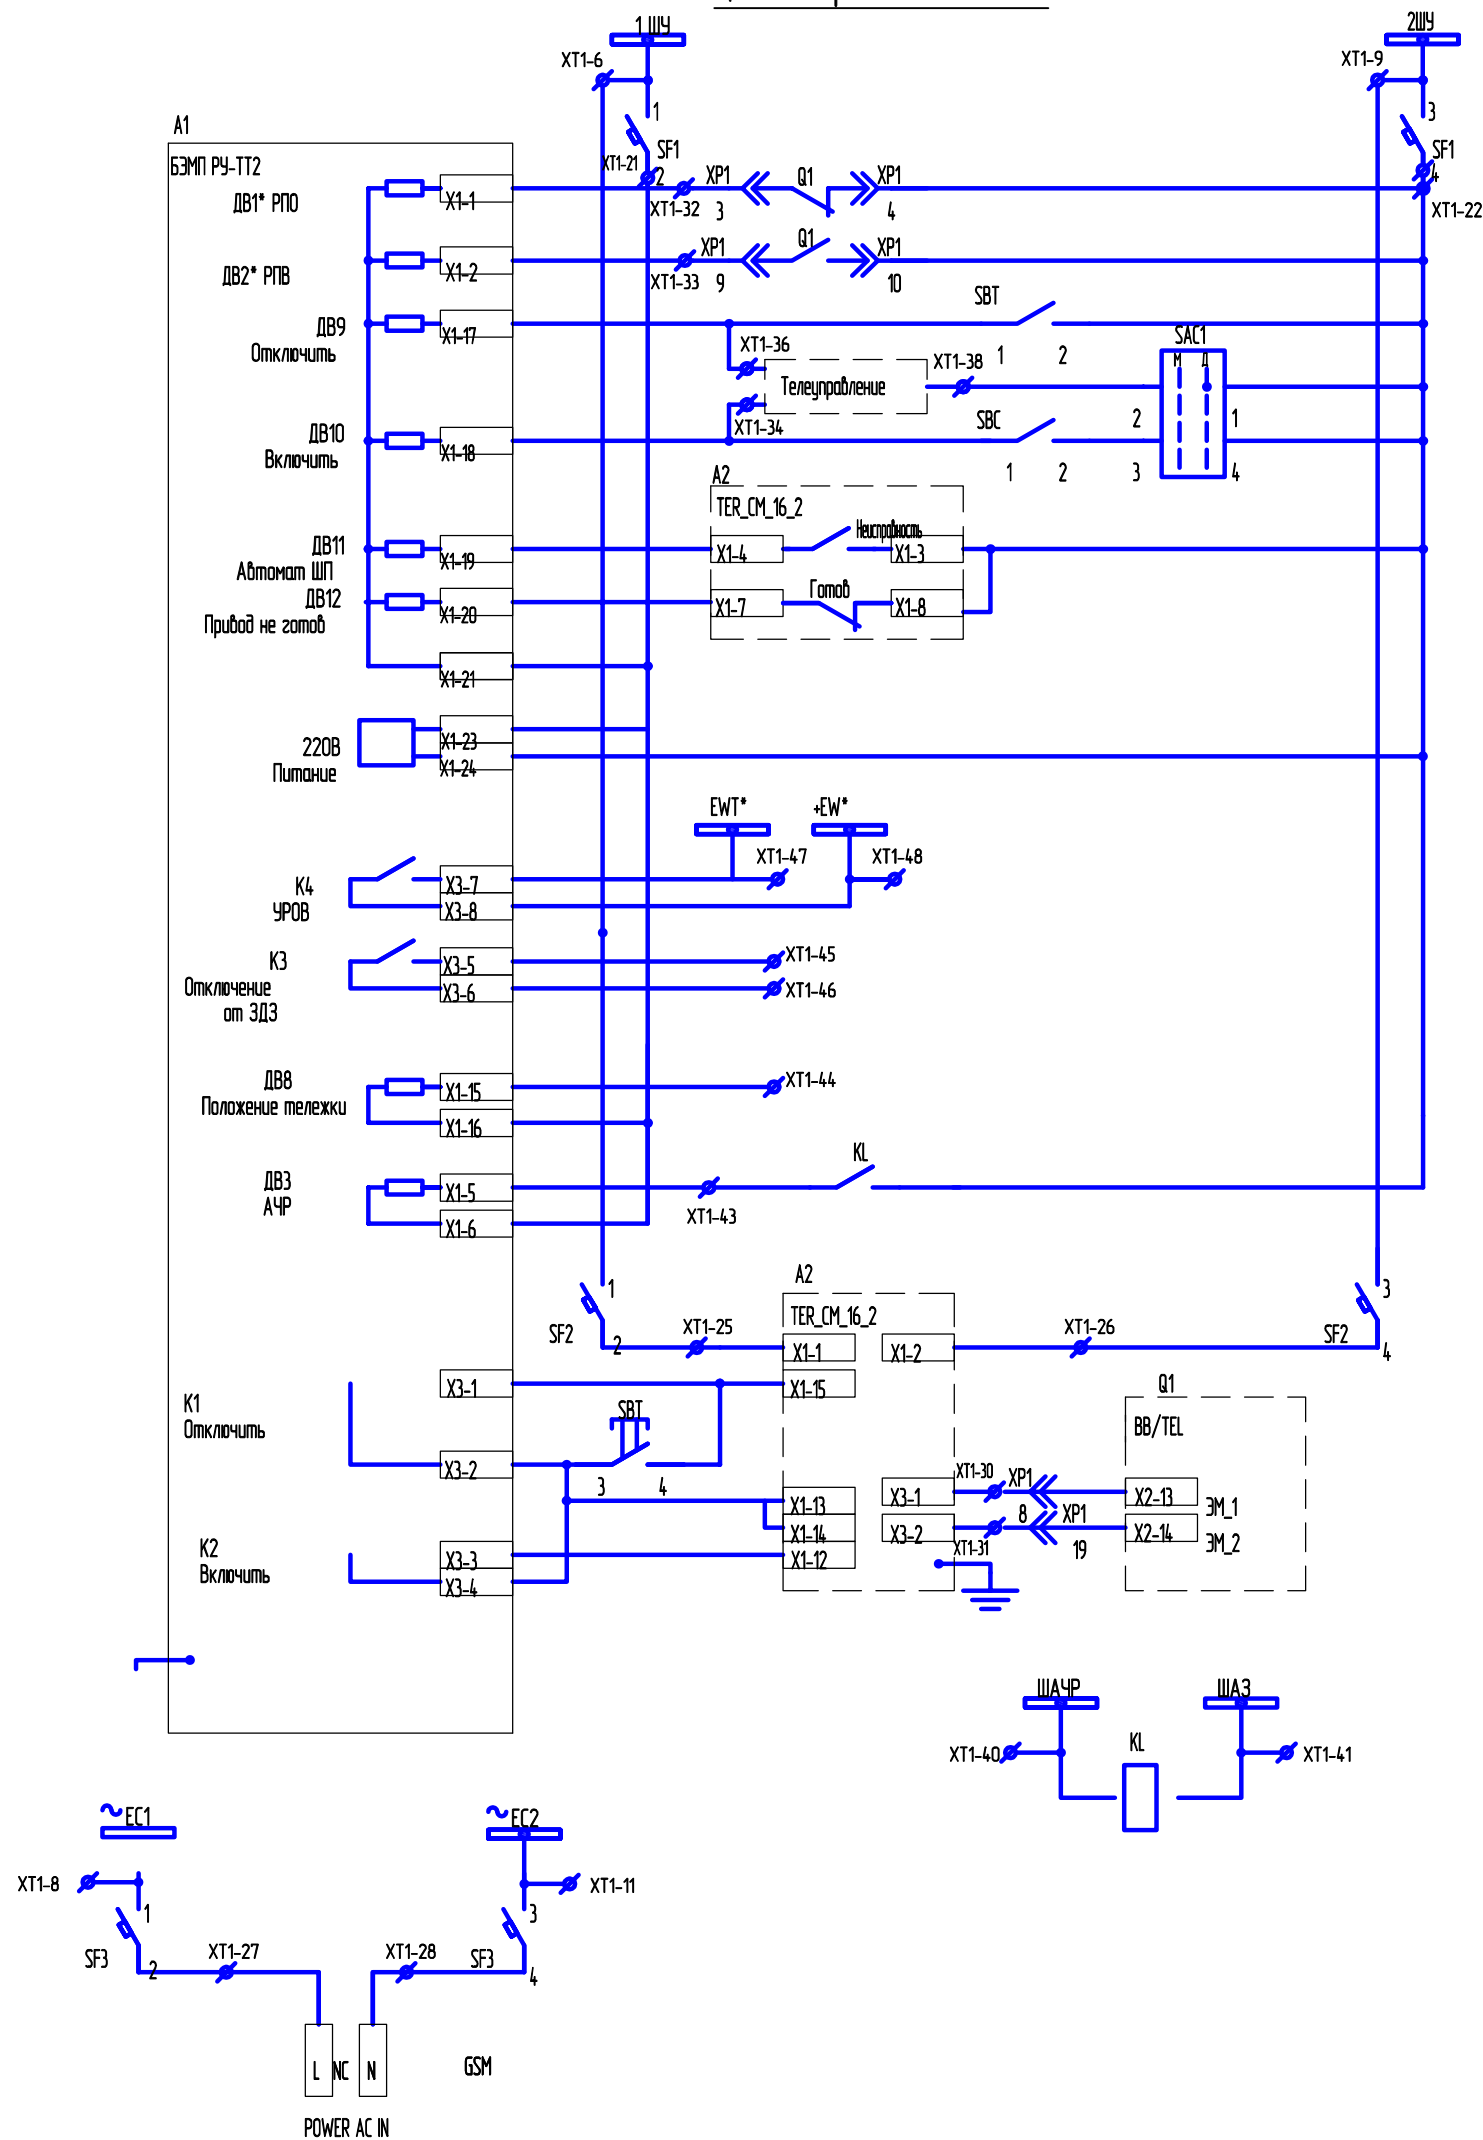 1 ШУ
2ШУ
XT1-6
XT1-9
1
3
A1
SF1
SF1
БЭМП РУ-ТТ2
XT1-21
2
XP1
Q1
XP1
4
ДВ1* РПО
X1-1
XT1-32
3
4
XT1-22
XP1
Q1
XP1
ДВ2* РПВ
X1-2
XT1-33
9
10
SBT
ДВ9
X1-17
SAC1
Отключить
XT1-36
XT1-38
1
2
М
Д
Телеуправление
ДВ10
XT1-34
SBC
2
1
Включить
X1-18
1
2
3
4
A2
TER_CM_16_2
Неисправность
ДВ11
X1-19
X1-4
X1-3
Автомат ШП
ДВ12
X1-20
X1-7
Готов
X1-8
Привод не готов
X1-21
220В
X1-23
Питание
X1-24
EWT*
+EW*
XT1-47
XT1-48
К4
X3-7
УРОВ
X3-8
К3
X3-5
XT1-45
Отключение
X3-6
XT1-46
от ЗДЗ
ДВ8
X1-15
XT1-44
Положение тележки
X1-16
KL
ДВ3
X1-5
АЧР
X1-6
XT1-43
A2
1
3
TER_CM_16_2
SF2
2
XT1-25
XT1-26
SF2
4
X1-1
X1-2
X3-1
X1-15
Q1
К1
SBT
BB/TEL
Отключить
X3-2
3
4
XT1-30
XP1
X1-13
X3-1
8
XP1
X2-13
ЭМ_1
X1-14
X3-2
19
X2-14
ЭМ_2
К2
X3-3
X1-12
XT1-31
Включить
X3-4
ШАЧР
ШАЗ
XT1-40
KL
XT1-41
EC1
EC2
XT1-8
XT1-11
1
3
SF3
2
XT1-27
XT1-28
SF3
4
L
NC
N
GSM
POWER AC IN